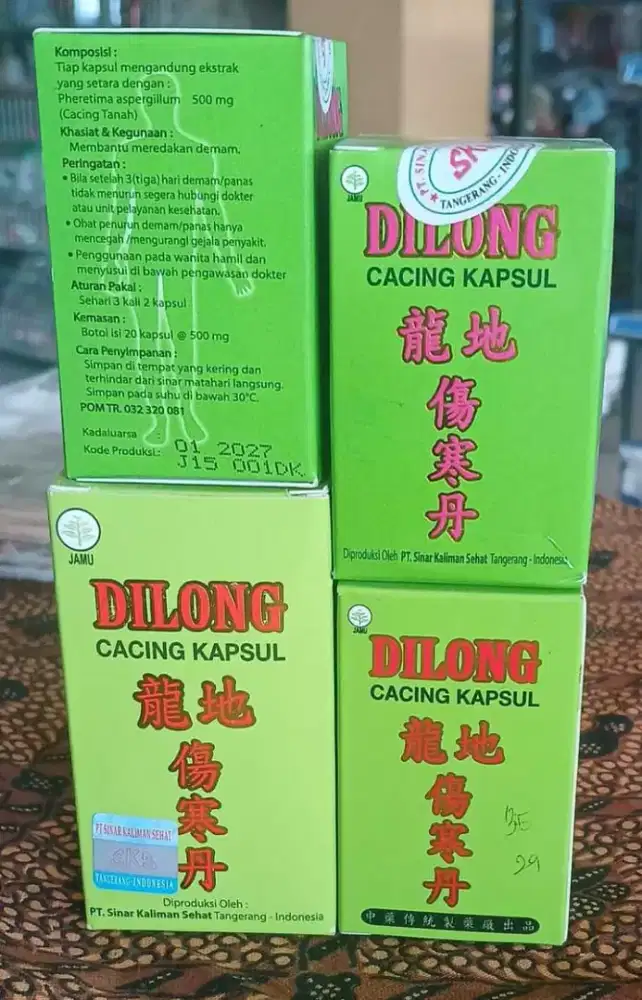 Komposisi :
Tiap kapsul mengandung ekstrak
yang setara dengan :
Pheretima aspergillum 500 mg
(Cacing Tanah)
Khasiat & Kegunaan :
Membantu meredakan demam.
Peringatan :
• Bila setelah 3(tiga) hari demam/panas
tidak menurun segera hubungi dokter
atau unit pelayanan kesehatan.
• Obat penurun demam/panas hanya
mencegah/mengurangi gejala penyakit.
• Penggunaan pada wanita hamil dan
menyusui di bawah pengawasan dokter
Aturan Pakai :
Sehari 3 kali 2 kapsul
Kemasan :
Botol isi 20 kapsul @ 500 mg
Cara Penyimpanan :
Simpan di tempat yang kering dan
terhindar dari sinar matahari langsung.
Simpan pada suhu di bawah 30°C.
POM TR. 032 320 081
Kadaluarsa : 01 2027
Kode Produksi.: J15 001DK
DILONG
TANGERANG - INDO
JAMU
DILONG
CACING KAPSUL
龍地
傷
寒
丹
Diproduksi Oleh PT. Sinar Kaliman Sehat Tangerang - Indonesia
JAMU
DILONG
CACING KAPSUL
龍地
傷
寒
丹
PT SINAR KALIMAN SEHAT
SKS
TANGERANG-INDONESIA
Diproduksi Oleh :
PT. Sinar Kaliman Sehat Tangerang - Indonesia
JAMU
DILONG
CACING KAPSUL
龍地
傷
寒
丹
29
中藥傳統製藥廠出品